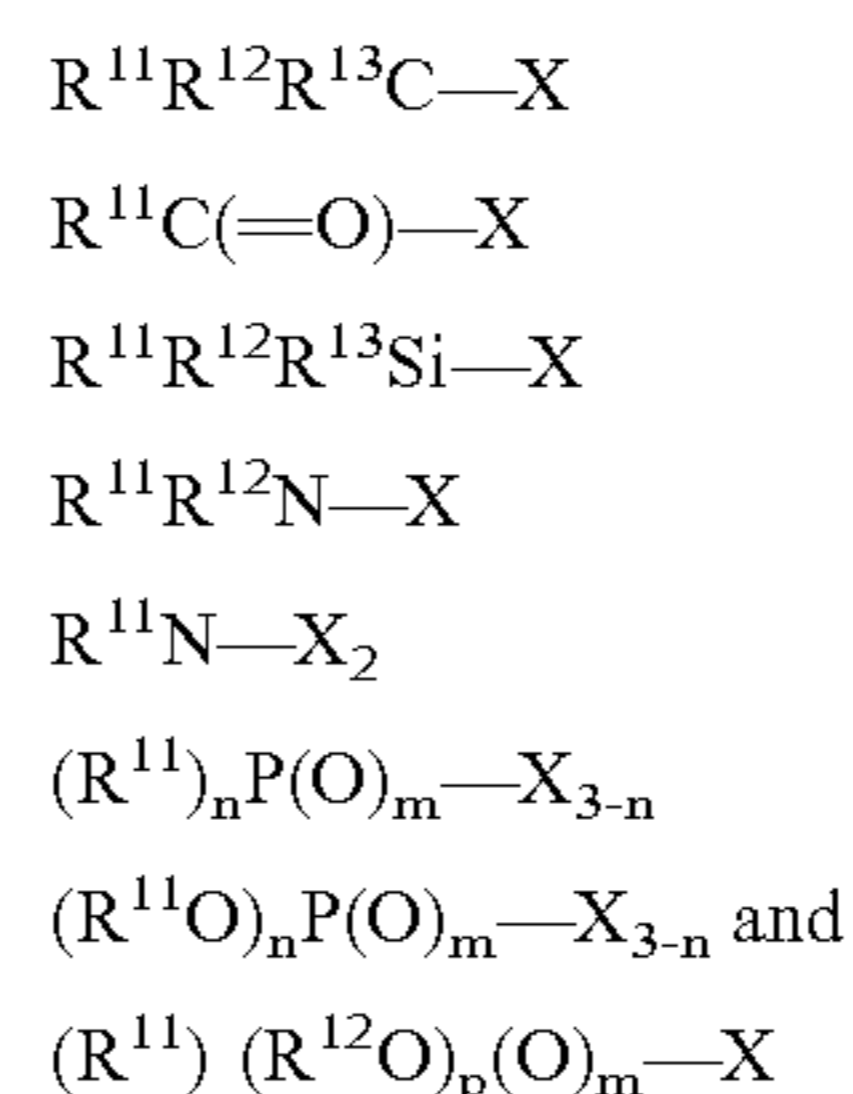 R¹¹R¹²R¹³C—X
R¹¹C(=O)—X
R¹¹R¹²R¹³Si—X
R¹¹R¹²N—X
R¹¹N—X₂
(R¹¹)ₙP(O)ₘ—X₃₋ₙ
(R¹¹O)ₙP(O)ₘ—X₃₋ₙ and
(R¹¹) (R¹²O)ₚ(O)ₘ—X